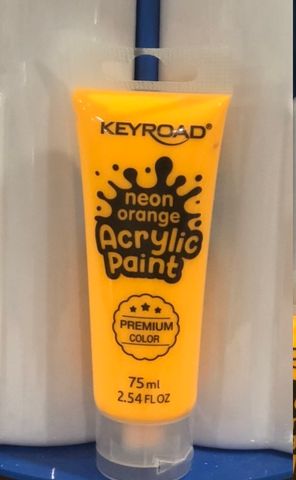 KEYROAD®
neon
orange
Acrylic
Paint
PREMIUM
COLOR
75ml
2.54 FL OZ